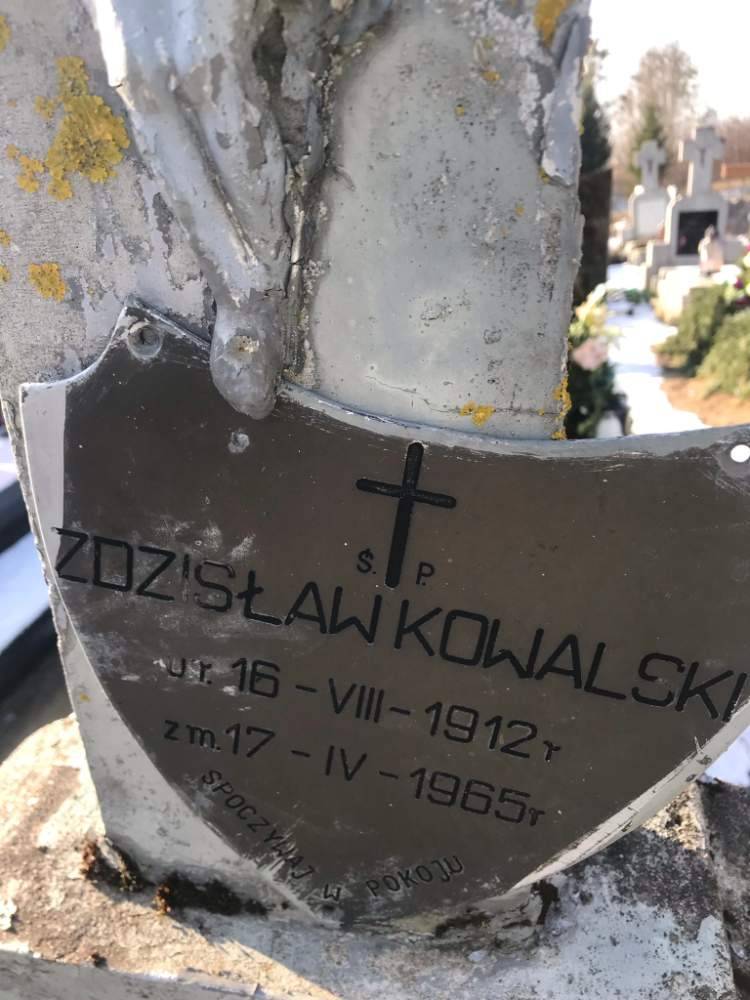 Ś. P.
ZDZISŁAW KOWALSKI
ur. 16 - VIII - 1912 r
zm. 17 - IV - 1965 r
SPOCZYWAJ W POKOJU